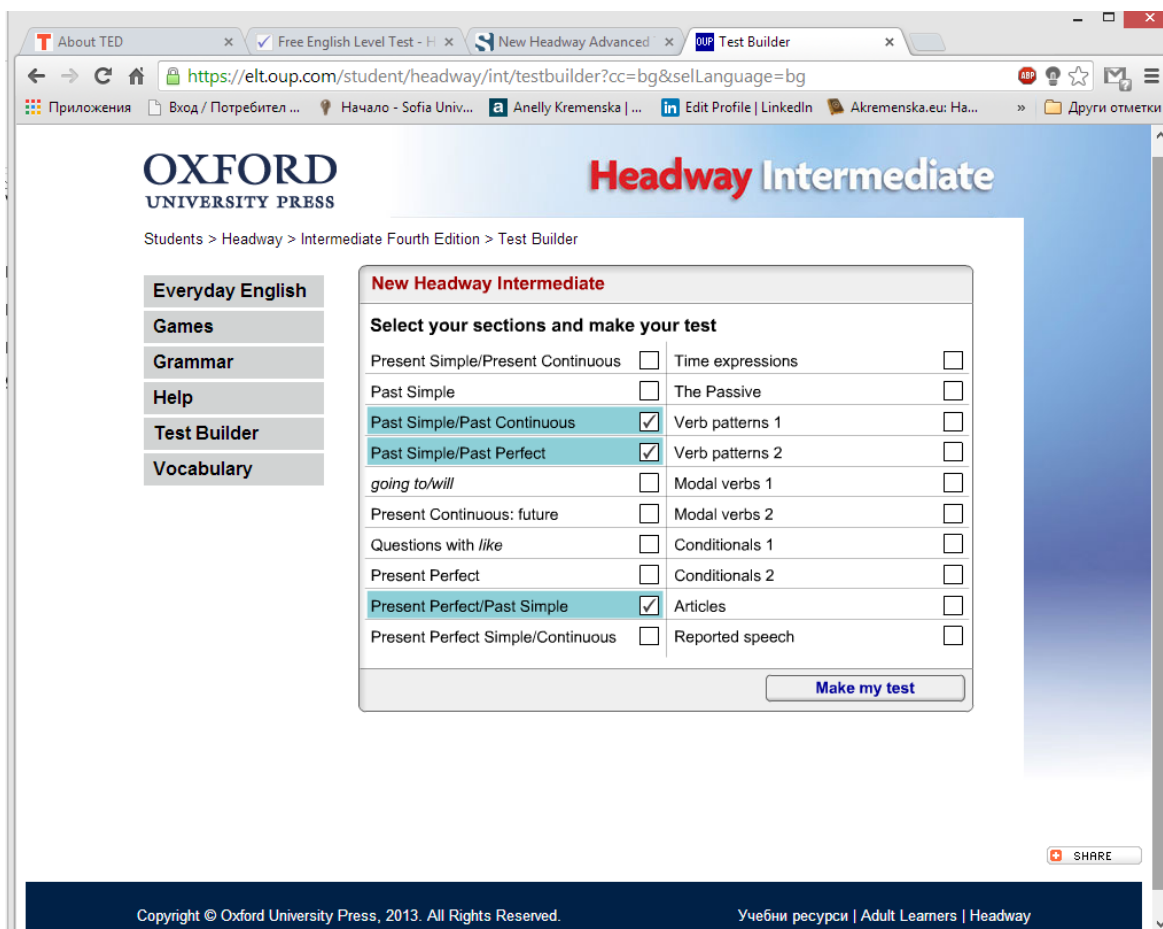 About TED
Free English Level Test - H
New Headway Advanced T
OUP Test Builder
https://elt.oup.com/student/headway/int/testbuilder?cc=bg&selLanguage=bg
ABP
Приложения
Вход / Потребител ...
Начало - Sofia Univ...
a Anelly Kremenska | ...
in Edit Profile | LinkedIn
Akremenska.eu: На...
»
Други отметки
OXFORD
UNIVERSITY PRESS
Headway Intermediate
Students > Headway > Intermediate Fourth Edition > Test Builder
Everyday English
Games
Grammar
Help
Test Builder
Vocabulary
New Headway Intermediate
Select your sections and make your test
Present Simple/Present Continuous
Past Simple
Past Simple/Past Continuous
Past Simple/Past Perfect
going to/will
Present Continuous: future
Questions with like
Present Perfect
Present Perfect/Past Simple
Present Perfect Simple/Continuous
Time expressions
The Passive
Verb patterns 1
Verb patterns 2
Modal verbs 1
Modal verbs 2
Conditionals 1
Conditionals 2
Articles
Reported speech
Make my test
SHARE
Copyright © Oxford University Press, 2013. All Rights Reserved.
Учебни ресурси | Adult Learners | Headway